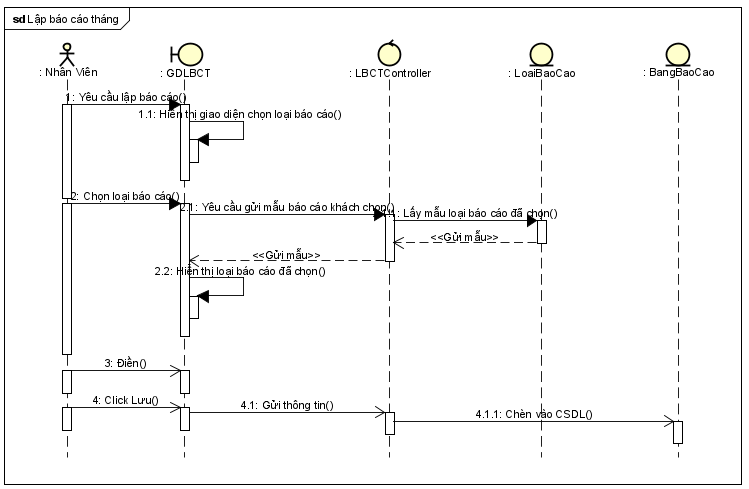 sd Lập báo cáo tháng
: Nhân Viên
: GDLBCT
: LBCTController
: LoaiBaoCao
: BangBaoCao
1: Yêu cầu lập báo cáo()
1.1: Hiển thị giao diện chọn loại báo cáo()
2: Chọn loại báo cáo()
2.1: Yêu cầu gửi mẫu báo cáo khách chọn()
: Lấy mẫu loại báo cáo đã chọn()
<<Gửi mẫu>>
<<Gửi mẫu>>
2.2: Hiển thị loại báo cáo đã chọn()
3: Điền()
4: Click Lưu()
4.1: Gửi thông tin()
4.1.1: Chèn vào CSDL()